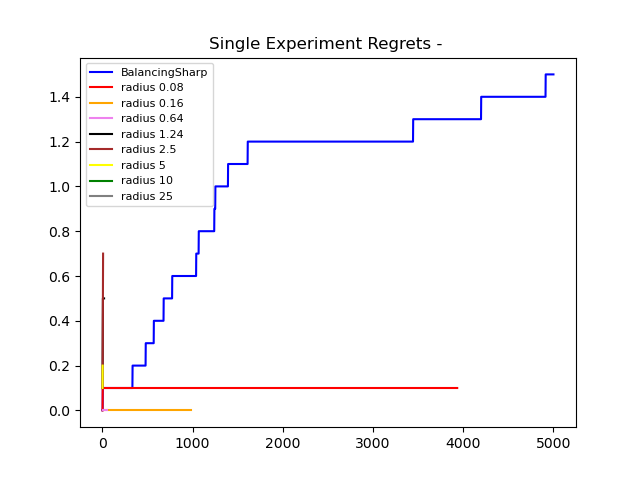 Single Experiment Regrets -
BalancingSharp
radius 0.08
radius 0.16
radius 0.64
radius 1.24
radius 2.5
radius 5
radius 10
radius 25
1.4
1.2
1.0
0.8
0.6
0.4
0.2
0.0
0 1000 2000 3000 4000 5000